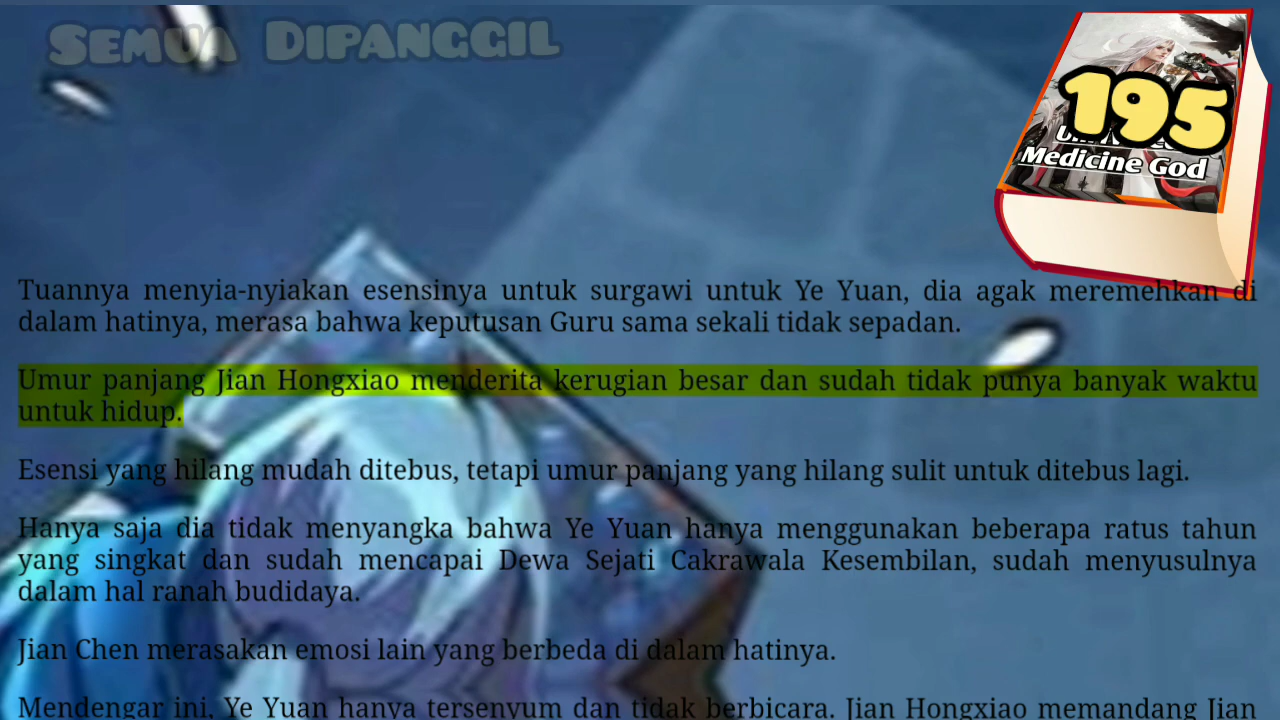 Semua Dipanggil
195
Medicine God
Tuannya menyia-nyiakan esensinya untuk surgawi untuk Ye Yuan, dia agak meremehkan di
dalam hatinya, merasa bahwa keputusan Guru sama sekali tidak sepadan.
Umur panjang Jian Hongxiao menderita kerugian besar dan sudah tidak punya banyak waktu
untuk hidup.
Esensi yang hilang mudah ditebus, tetapi umur panjang yang hilang sulit untuk ditebus lagi.
Hanya saja dia tidak menyangka bahwa Ye Yuan hanya menggunakan beberapa ratus tahun
yang singkat dan sudah mencapai Dewa Sejati Cakrawala Kesembilan, sudah menyusulnya
dalam hal ranah budidaya.
Jian Chen merasakan emosi lain yang berbeda di dalam hatinya.
Mendengar ini, Ye Yuan hanya tersenyum dan tidak berbicara. Jian Hongxiao memandang Jian